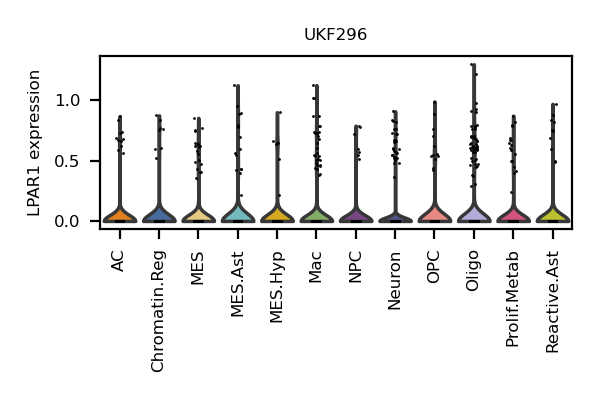 UKF296
LPAR1 expression
1.0
0.5
0.0
AC
Chromatin.Reg
MES
MES.Ast
MES.Hyp
Mac
NPC
Neuron
OPC
Oligo
Prolif.Metab
Reactive.Ast